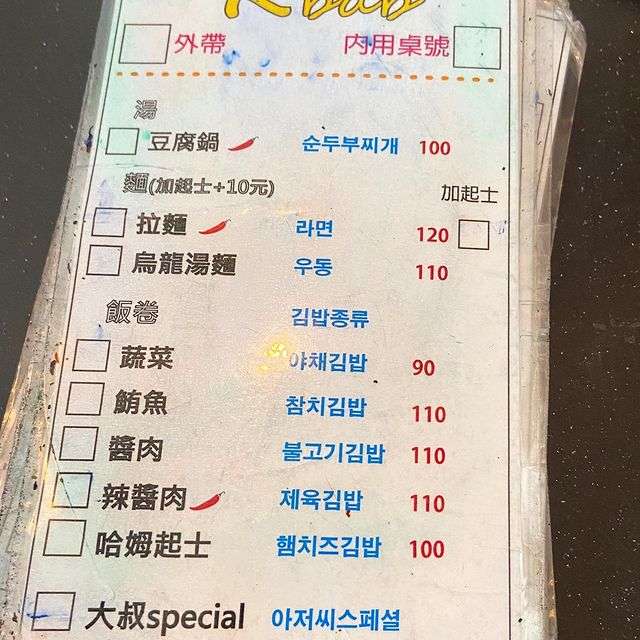 外帶 內用桌號
湯
豆腐鍋 순두부찌개 100
麵(加起士+10元) 加起士
拉麵 라면 120
烏龍湯麵 우동 110
飯卷 김밥종류
蔬菜 야채김밥 90
鮪魚 참치김밥 110
醬肉 불고기김밥 110
辣醬肉 제육김밥 110
哈姆起士 햄치즈김밥 100
大叔special 아저씨스페셜